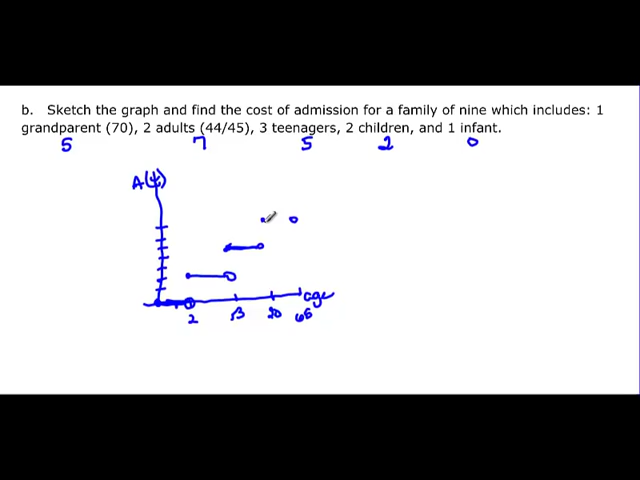 b. Sketch the graph and find the cost of admission for a family of nine which includes: 1
grandparent (70), 2 adults (44/45), 3 teenagers, 2 children, and 1 infant.
5 7 5 2 0
A($)
age
2 13 20 65